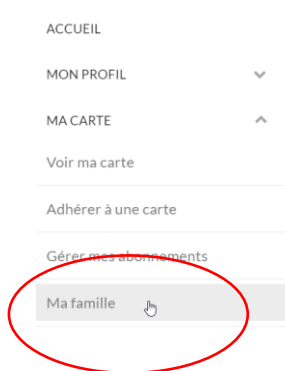 ACCUEIL
MON PROFIL
MA CARTE
Voir ma carte
Adhérer à une carte
Gérer mes abonnements
Ma famille